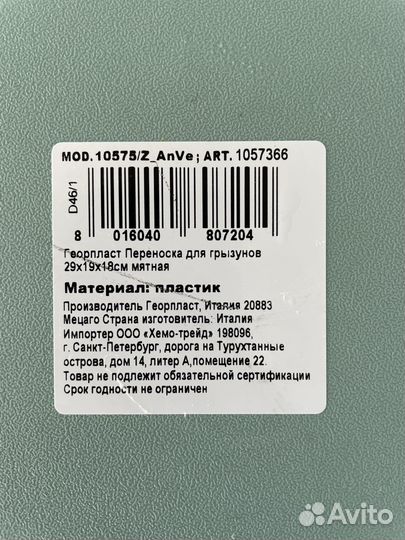 MOD.10575/Z_AnVe; ART. 1057366
D46/1
8 016040 807204
Георпласт Переноска для грызунов
29х19х18см мятная
Материал: пластик
Производитель Георпласт, Италия 20883
Мецаго Страна изготовитель: Италия
Импортер ООО «Хемо-трейд» 198096,
г. Санкт-Петербург, дорога на Турухтанные
острова, дом 14, литер А,помещение 22.
Товар не подлежит обязательной сертификации
Срок годности не ограничен
Avito